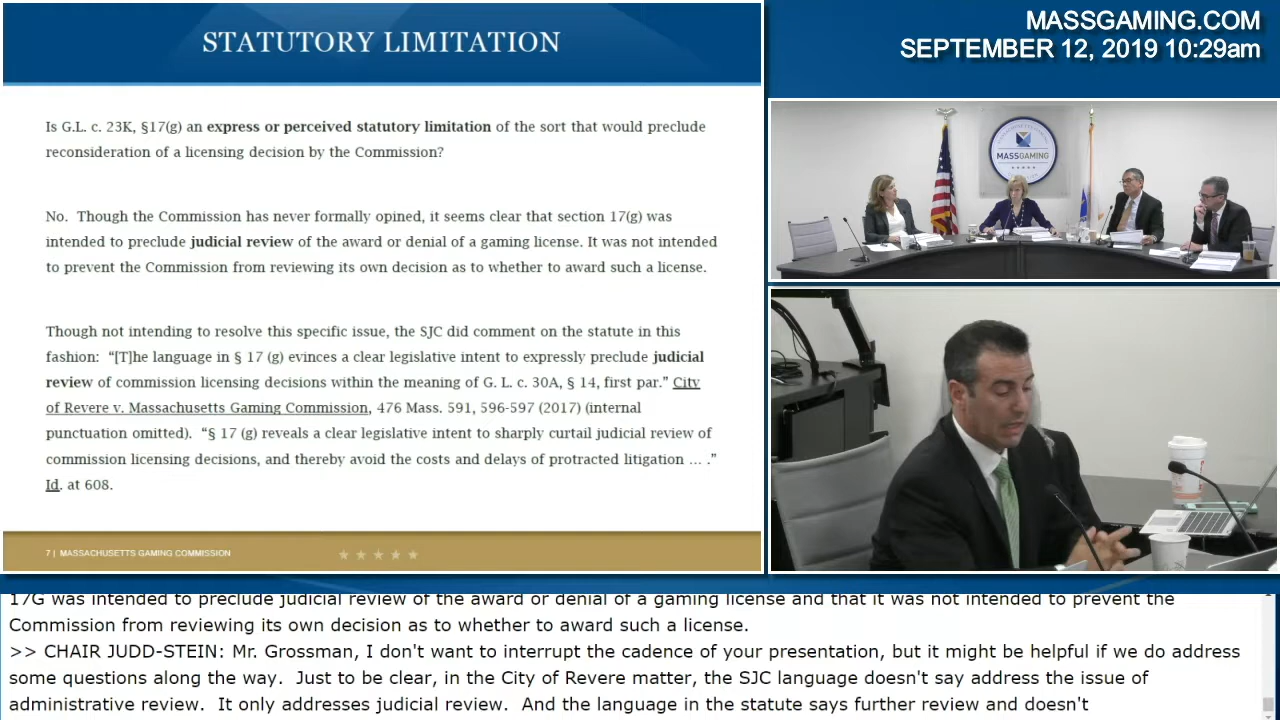 STATUTORY LIMITATION
Is G.L. c. 23K, §17(g) an express or perceived statutory limitation of the sort that would preclude
reconsideration of a licensing decision by the Commission?
No. Though the Commission has never formally opined, it seems clear that section 17(g) was
intended to preclude judicial review of the award or denial of a gaming license. It was not intended
to prevent the Commission from reviewing its own decision as to whether to award such a license.
Though not intending to resolve this specific issue, the SJC did comment on the statute in this
fashion: “[T]he language in § 17 (g) evinces a clear legislative intent to expressly preclude judicial
review of commission licensing decisions within the meaning of G. L. c. 30A, § 14, first par.” City
of Revere v. Massachusetts Gaming Commission, 476 Mass. 591, 596-597 (2017) (internal
punctuation omitted). “§ 17 (g) reveals a clear legislative intent to sharply curtail judicial review of
commission licensing decisions, and thereby avoid the costs and delays of protracted litigation ... .”
Id. at 608.
7 | MASSACHUSETTS GAMING COMMISSION
MASSGAMING.COM
SEPTEMBER 12, 2019 10:29am
MASSGAMING
17G was intended to preclude judicial review of the award or denial of a gaming license and that it was not intended to prevent the
Commission from reviewing its own decision as to whether to award such a license.
>> CHAIR JUDD-STEIN: Mr. Grossman, I don't want to interrupt the cadence of your presentation, but it might be helpful if we do address
some questions along the way. Just to be clear, in the City of Revere matter, the SJC language doesn't say address the issue of
administrative review. It only addresses judicial review. And the language in the statute says further review and doesn't